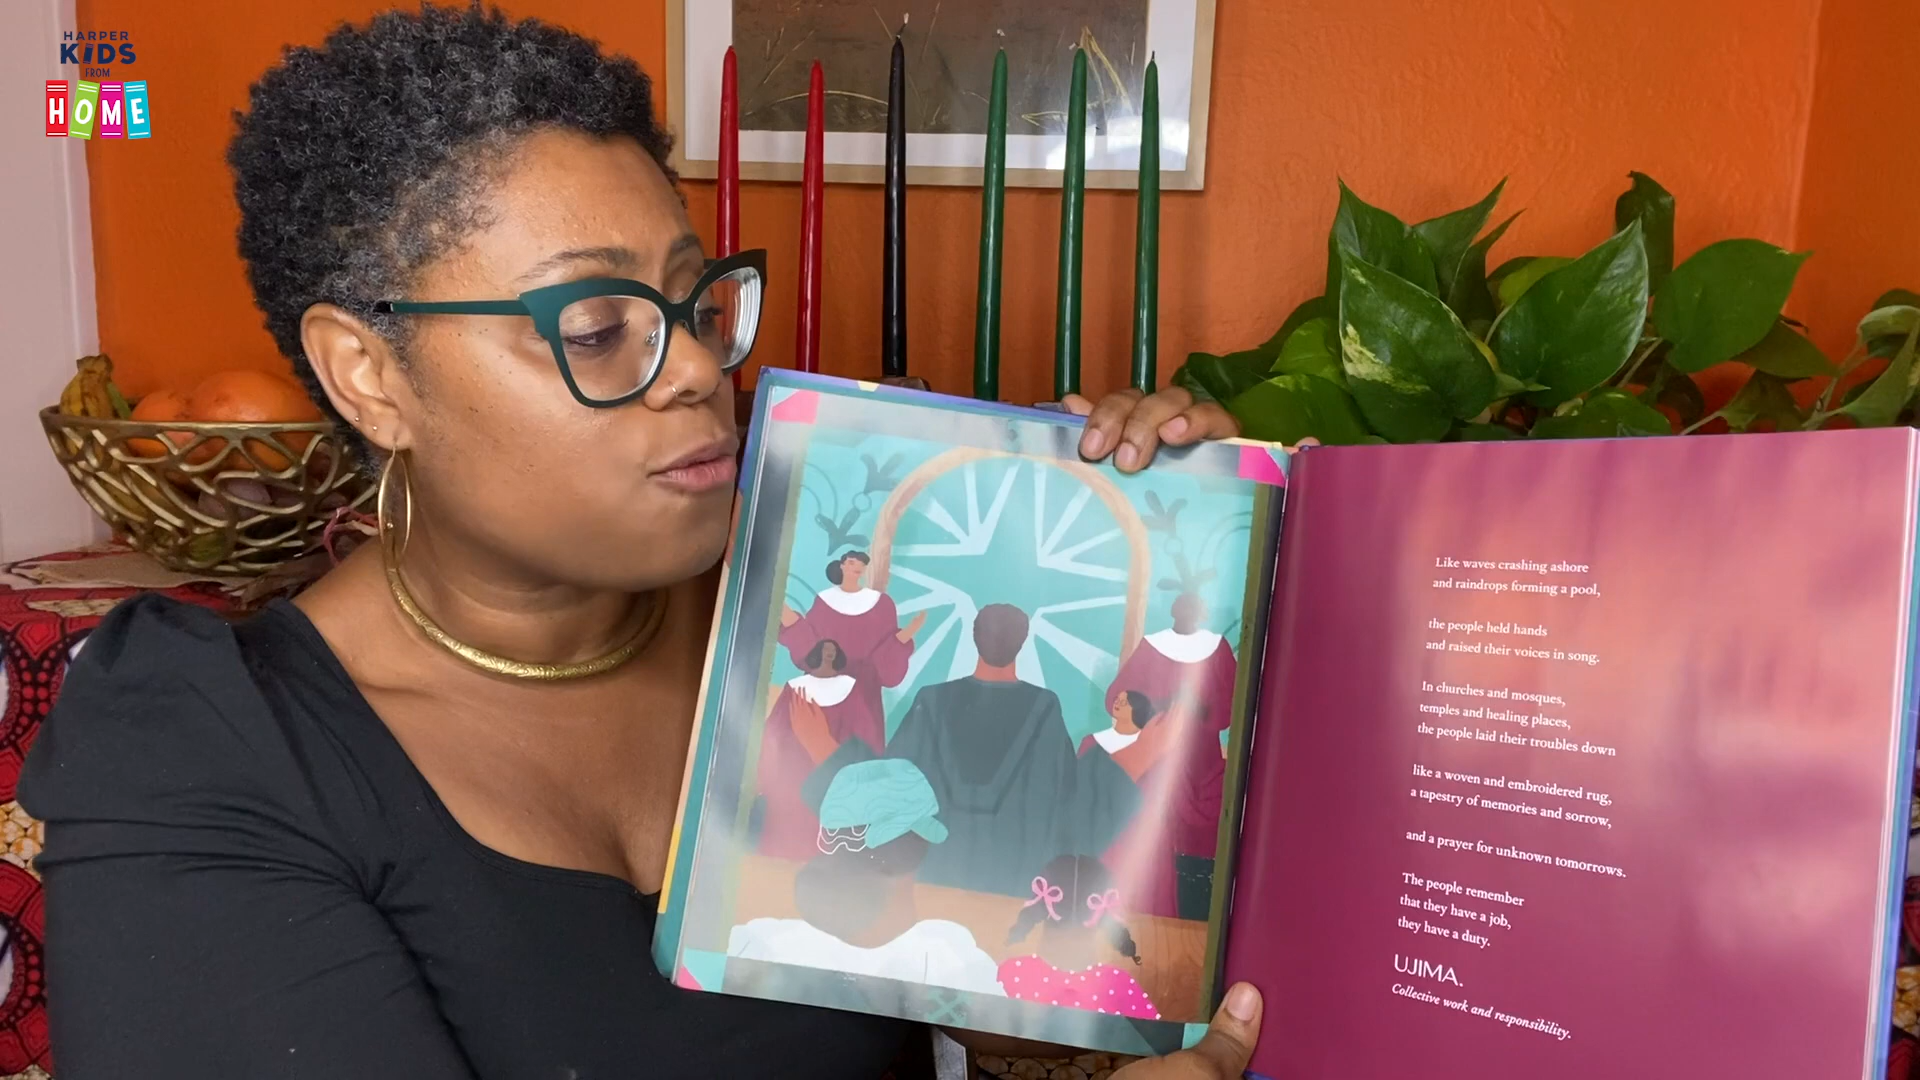 HARPER
KiDS
FROM
HOME
Like waves crashing ashore
and raindrops forming a pool,
the people held hands
and raised their voices in song.
In churches and mosques,
temples and healing places,
the people laid their troubles down
like a woven and embroidered rug,
a tapestry of memories and sorrow,
and a prayer for unknown tomorrows.
The people remember
that they have a job,
they have a duty.
UJIMA.
Collective work and responsibility.